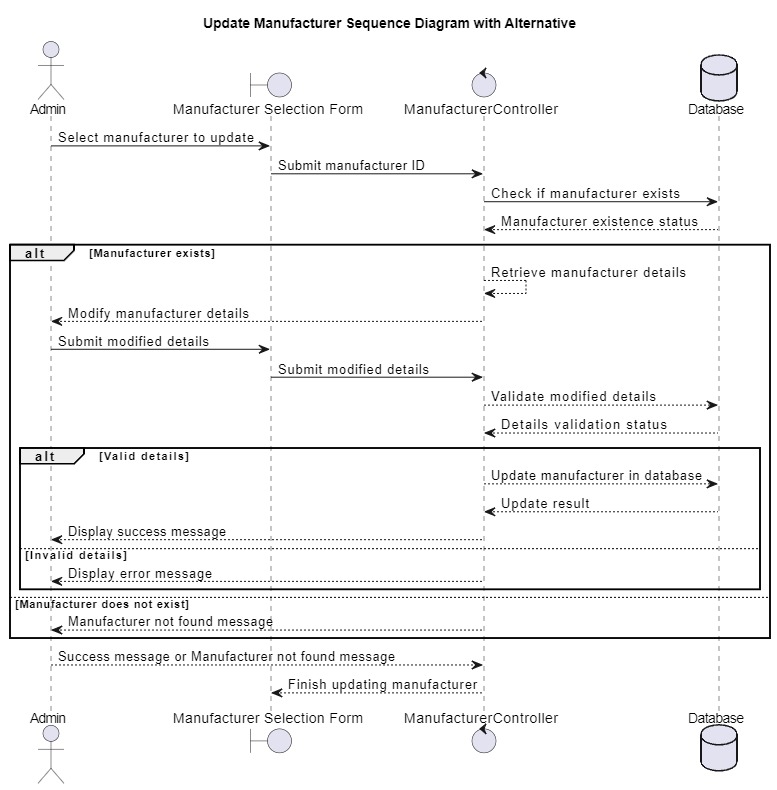 Update Manufacturer Sequence Diagram with Alternative
Admin
Manufacturer Selection Form
ManufacturerController
Database
Select manufacturer to update
Submit manufacturer ID
Check if manufacturer exists
Manufacturer existence status
alt [Manufacturer exists]
Retrieve manufacturer details
Modify manufacturer details
Submit modified details
Submit modified details
Validate modified details
Details validation status
alt [Valid details]
Update manufacturer in database
Update result
Display success message
[Invalid details]
Display error message
[Manufacturer does not exist]
Manufacturer not found message
Success message or Manufacturer not found message
Finish updating manufacturer
Admin
Manufacturer Selection Form
ManufacturerController
Database